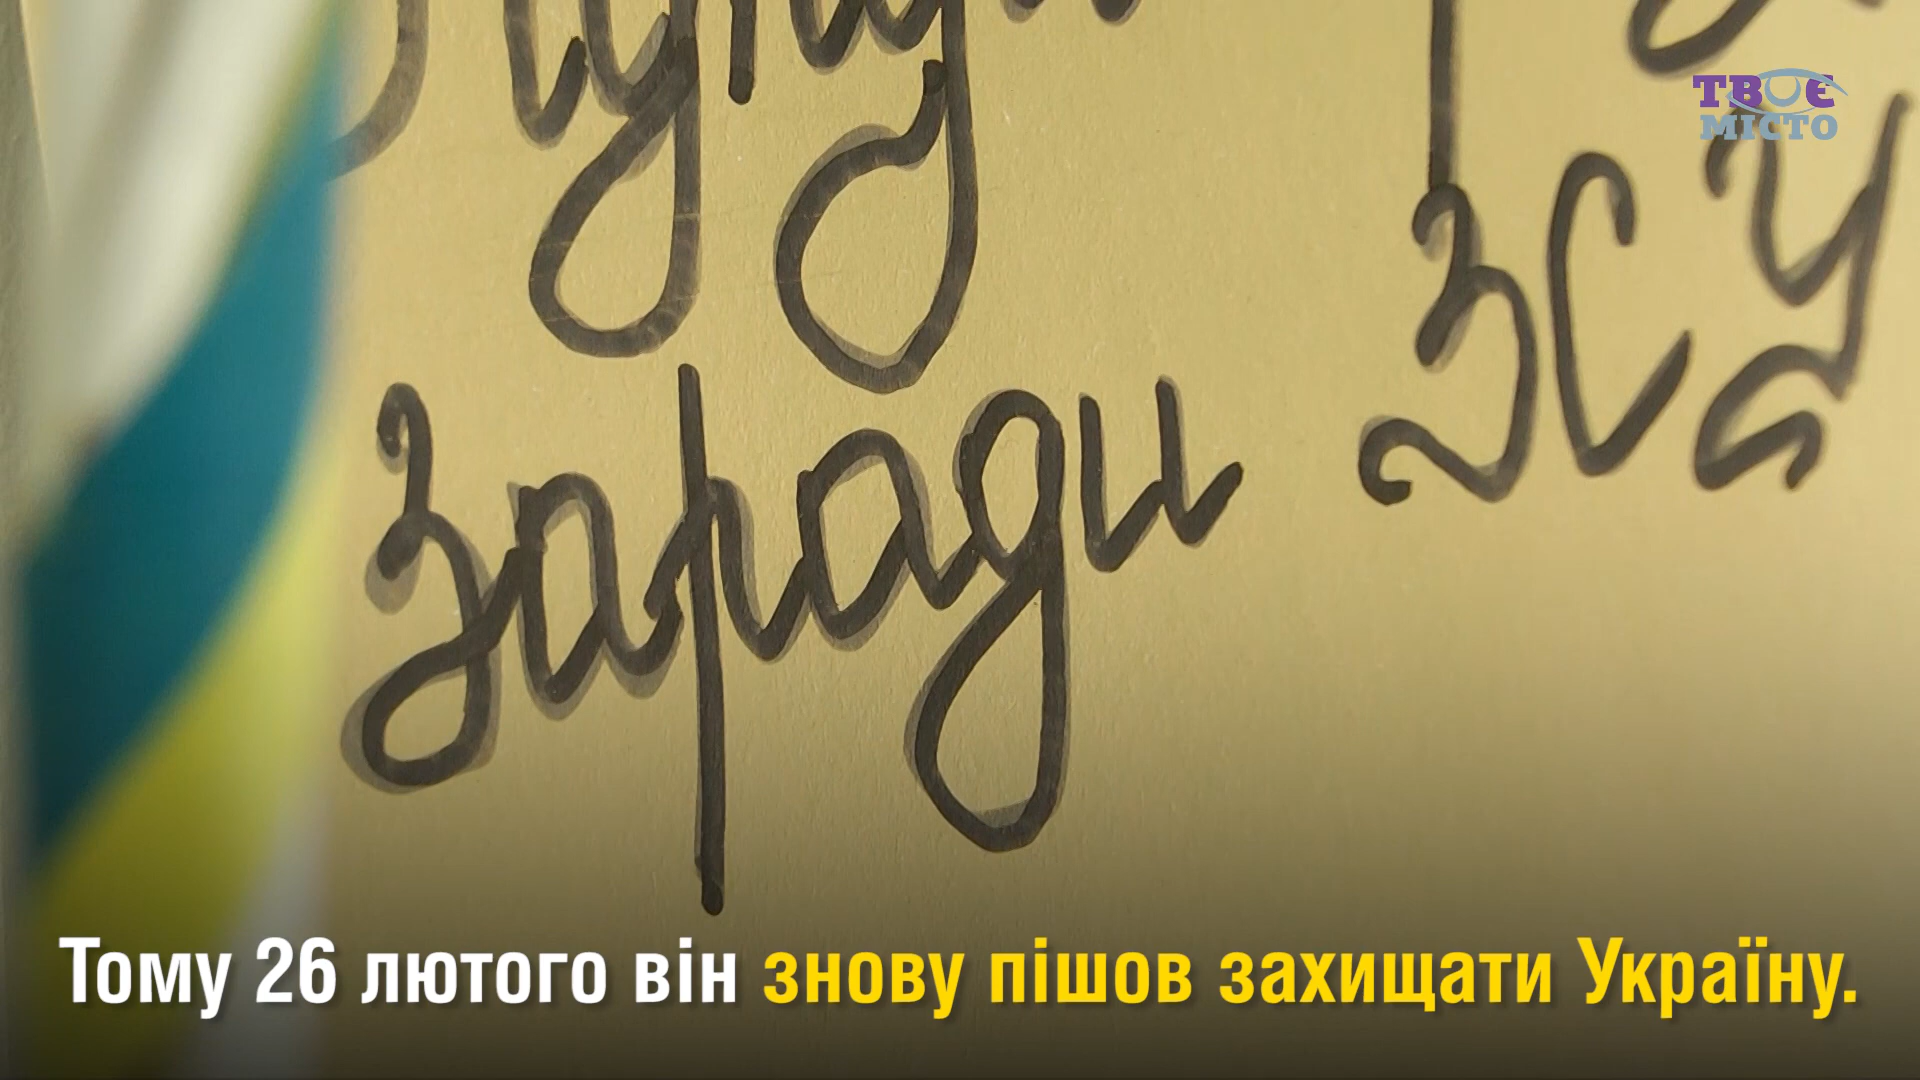 ТВОЄ
МІСТО
ЗСУ
заради
Тому 26 лютого він знову пішов захищати Україну.